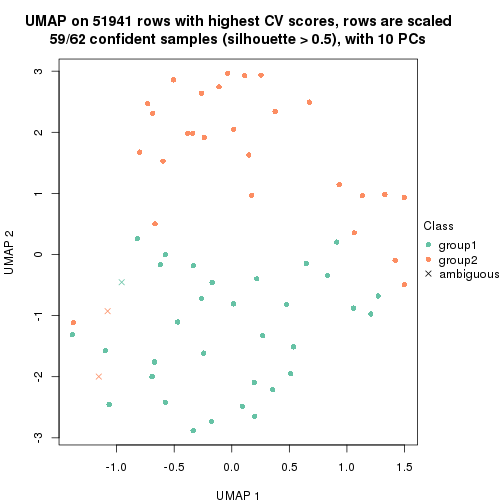 UMAP on 51941 rows with highest CV scores, rows are scaled
59/62 confident samples (silhouette > 0.5), with 10 PCs
3
2
1
0
-1
-2
-3
UMAP 2
-1.0
-0.5
0.0
0.5
1.0
1.5
UMAP 1
Class
group1
group2
ambiguous